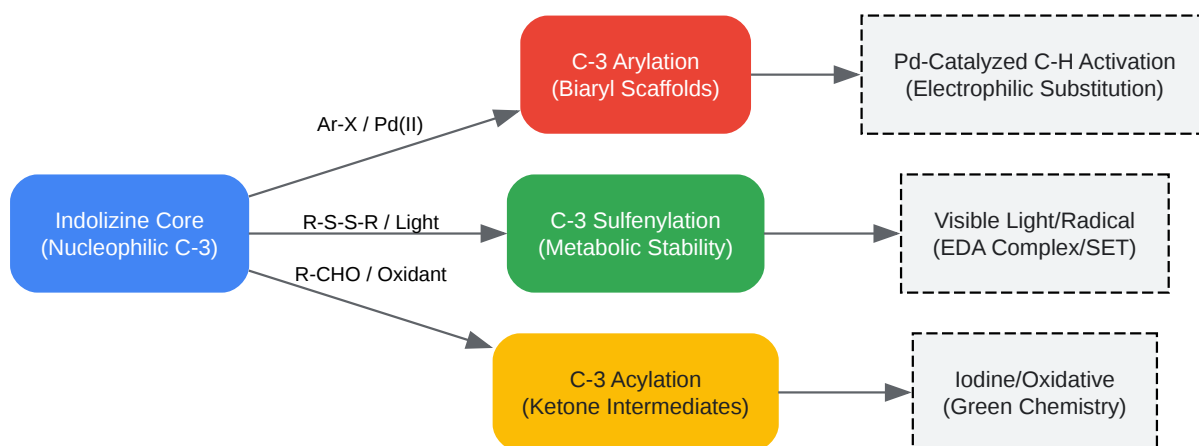 C-3 Arylation
(Biaryl Scaffolds)
Pd-Catalyzed C-H Activation
(Electrophilic Substitution)
Ar-X / Pd(II)
Indolizine Core
(Nucleophilic C-3)
R-S-S-R / Light
C-3 Sulfenylation
(Metabolic Stability)
Visible Light/Radical
(EDA Complex/SET)
R-CHO / Oxidant
C-3 Acylation
(Ketone Intermediates)
Iodine/Oxidative
(Green Chemistry)